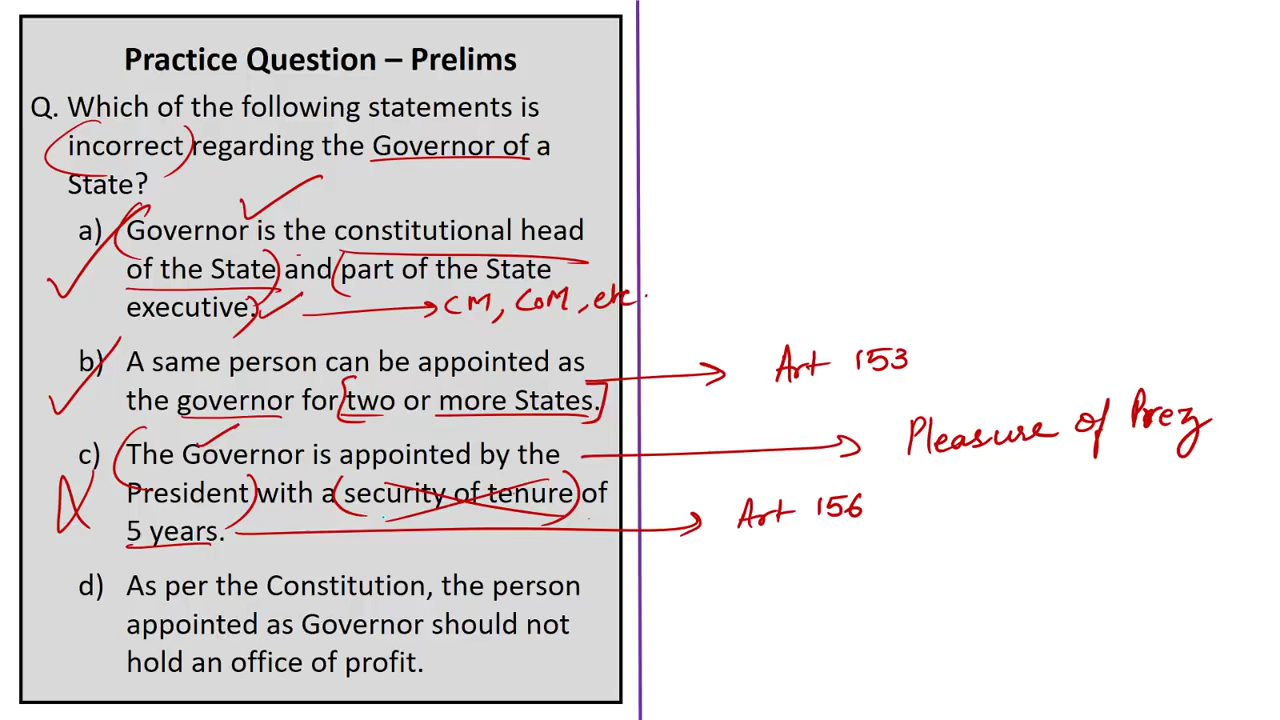 Practice Question – Prelims
Q. Which of the following statements is
incorrect regarding the Governor of a
State?
a) Governor is the constitutional head
of the State and part of the State
executive.
CM, CoM, etc.
b) A same person can be appointed as
the governor for two or more States.
Art 153
c) The Governor is appointed by the
President with a security of tenure of
5 years.
Pleasure of Prez
Art 156
d) As per the Constitution, the person
appointed as Governor should not
hold an office of profit.